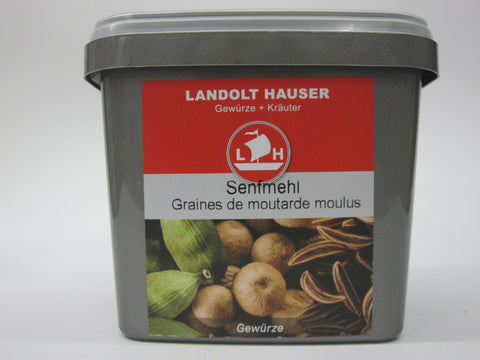 LANDOLT HAUSER
Gewürze + Kräuter
L H
Senfmehl
Graines de moutarde moulus
Gewürze